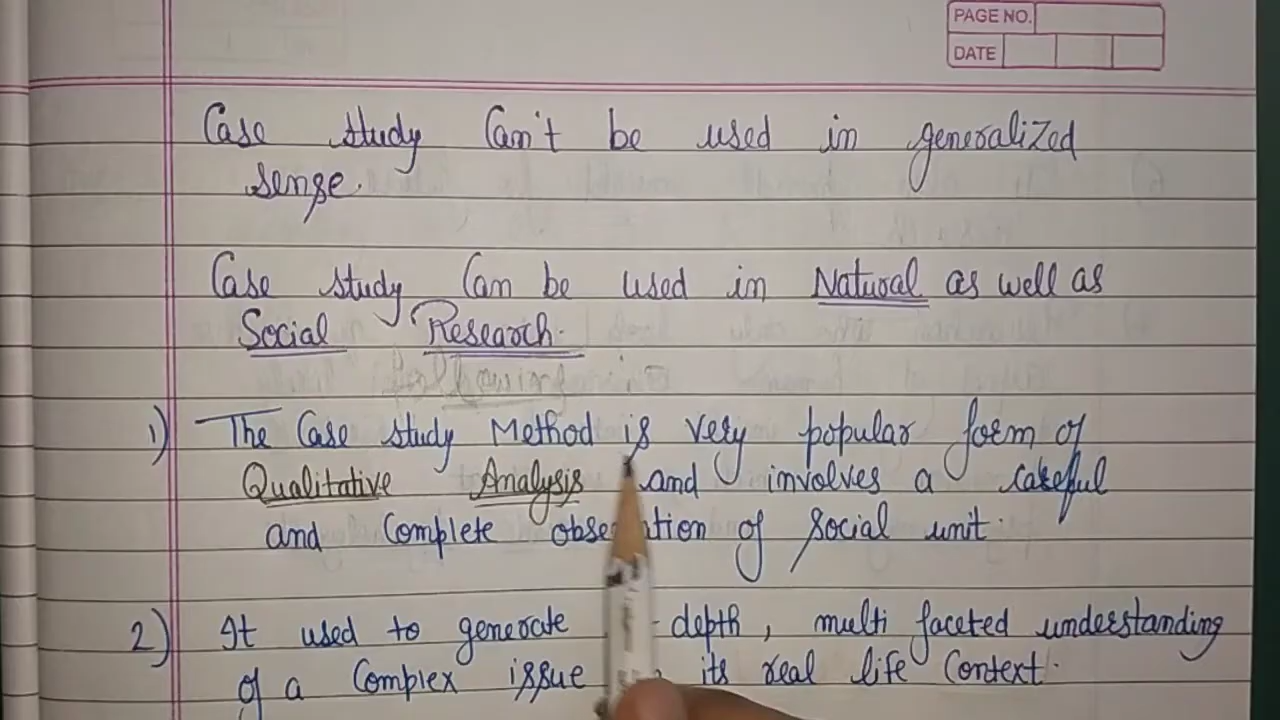 PAGE NO.
DATE
Case study Can't be used in generalized
sense.
Case study Can be used in Natural as well as
Social Research.
following
1) The Case study Method is very popular form of
Qualitative Analysis and involves a careful
and Complete of social unit.
2) It used to generate depth, multi faceted understanding
of a Complex issue its real life Context.